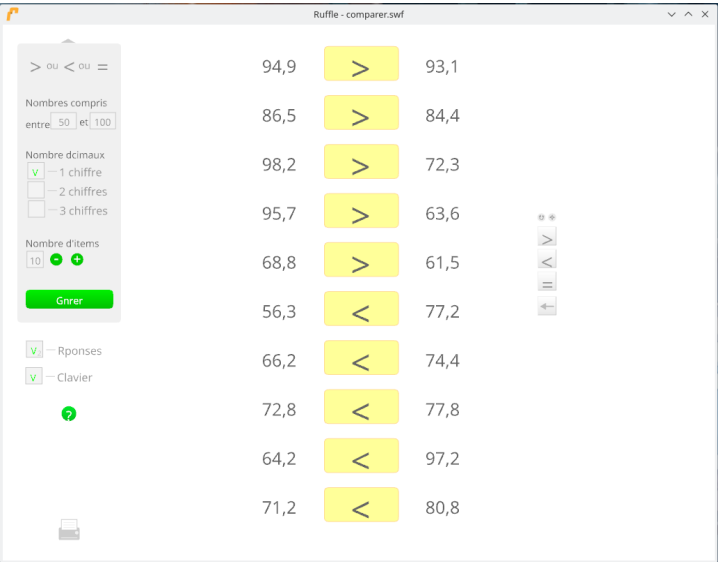 Ruffle - comparer.swf
> ou < ou =
Nombres compris
entre 50 et 100
Nombre dcimaux
v 1 chiffre
2 chiffres
3 chiffres
Nombre d'items
10 - +
Gnrer
v Rponses
v Clavier
?
94,9 > 93,1
86,5 > 84,4
98,2 > 72,3
95,7 > 63,6
68,8 > 61,5
56,3 < 77,2
66,2 < 74,4
72,8 < 77,8
64,2 < 97,2
71,2 < 80,8
>
<
=
←